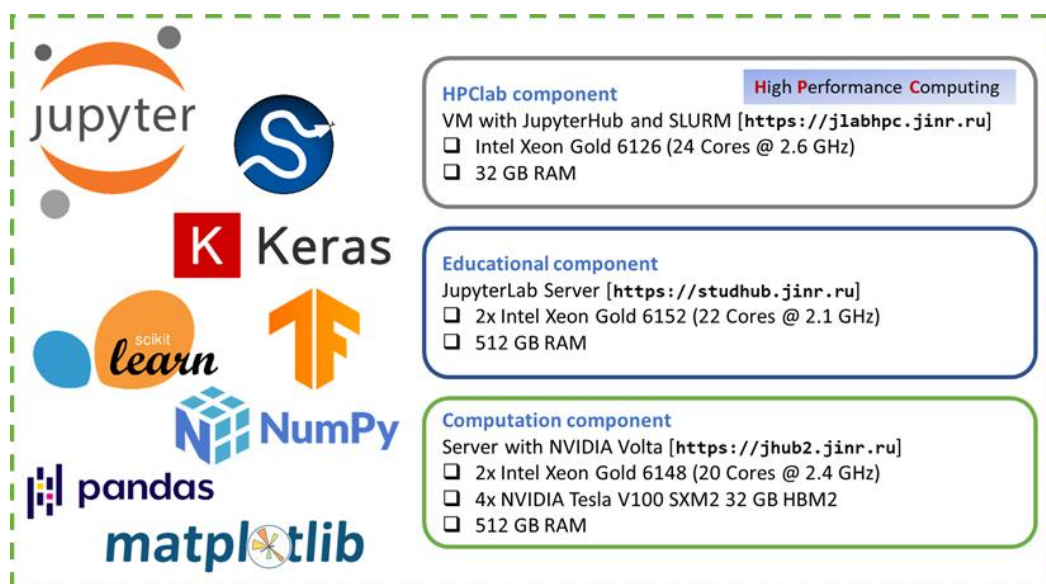 jupyter
K Keras
scikit
learn
NumPy
pandas
matplotlib
HPClab component
High Performance Computing
VM with JupyterHub and SLURM [https://jlabhpc.jinr.ru]
❑ Intel Xeon Gold 6126 (24 Cores @ 2.6 GHz)
❑ 32 GB RAM
Educational component
JupyterLab Server [https://studhub.jinr.ru]
❑ 2x Intel Xeon Gold 6152 (22 Cores @ 2.1 GHz)
❑ 512 GB RAM
Computation component
Server with NVIDIA Volta [https://jhub2.jinr.ru]
❑ 2x Intel Xeon Gold 6148 (20 Cores @ 2.4 GHz)
❑ 4x NVIDIA Tesla V100 SXM2 32 GB HBM2
❑ 512 GB RAM